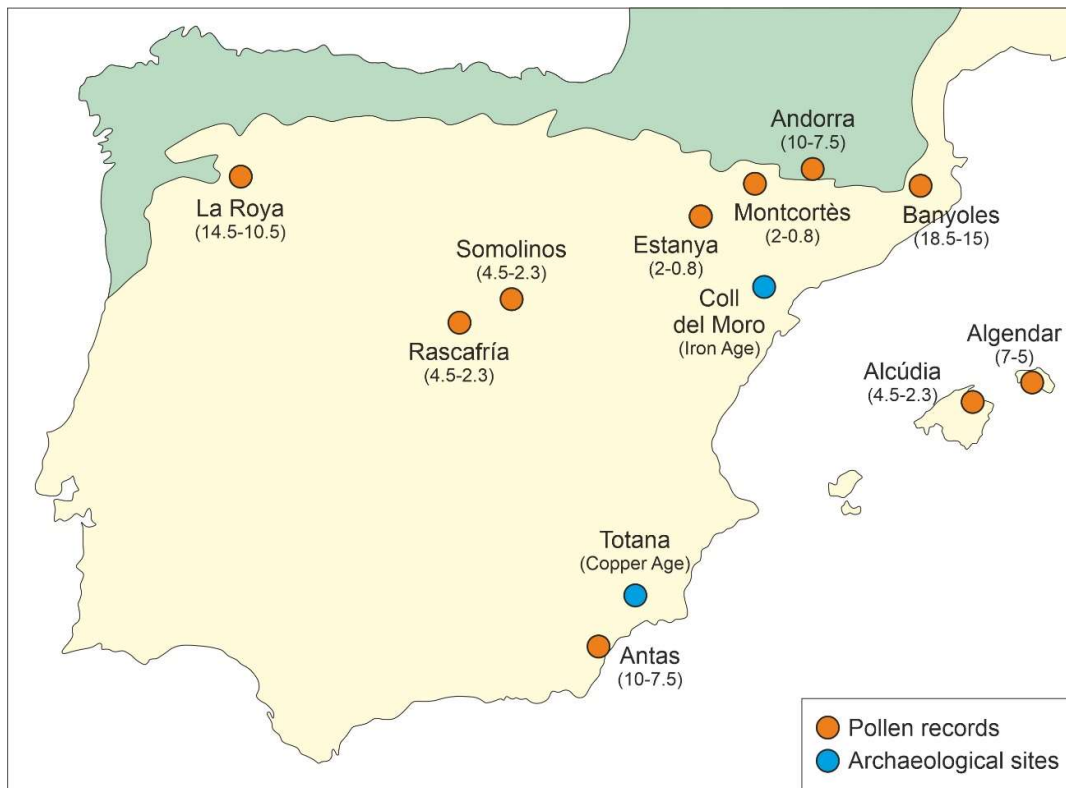 Andorra
(10-7.5)
La Roya
(14.5-10.5)
Montcortès
(2-0.8)
Banyoles
(18.5-15)
Somolinos
(4.5-2.3)
Estanya
(2-0.8)
Coll
del Moro
(Iron Age)
Rascafría
(4.5-2.3)
Algendar
(7-5)
Alcúdia
(4.5-2.3)
Totana
(Copper Age)
Antas
(10-7.5)
Pollen records
Archaeological sites